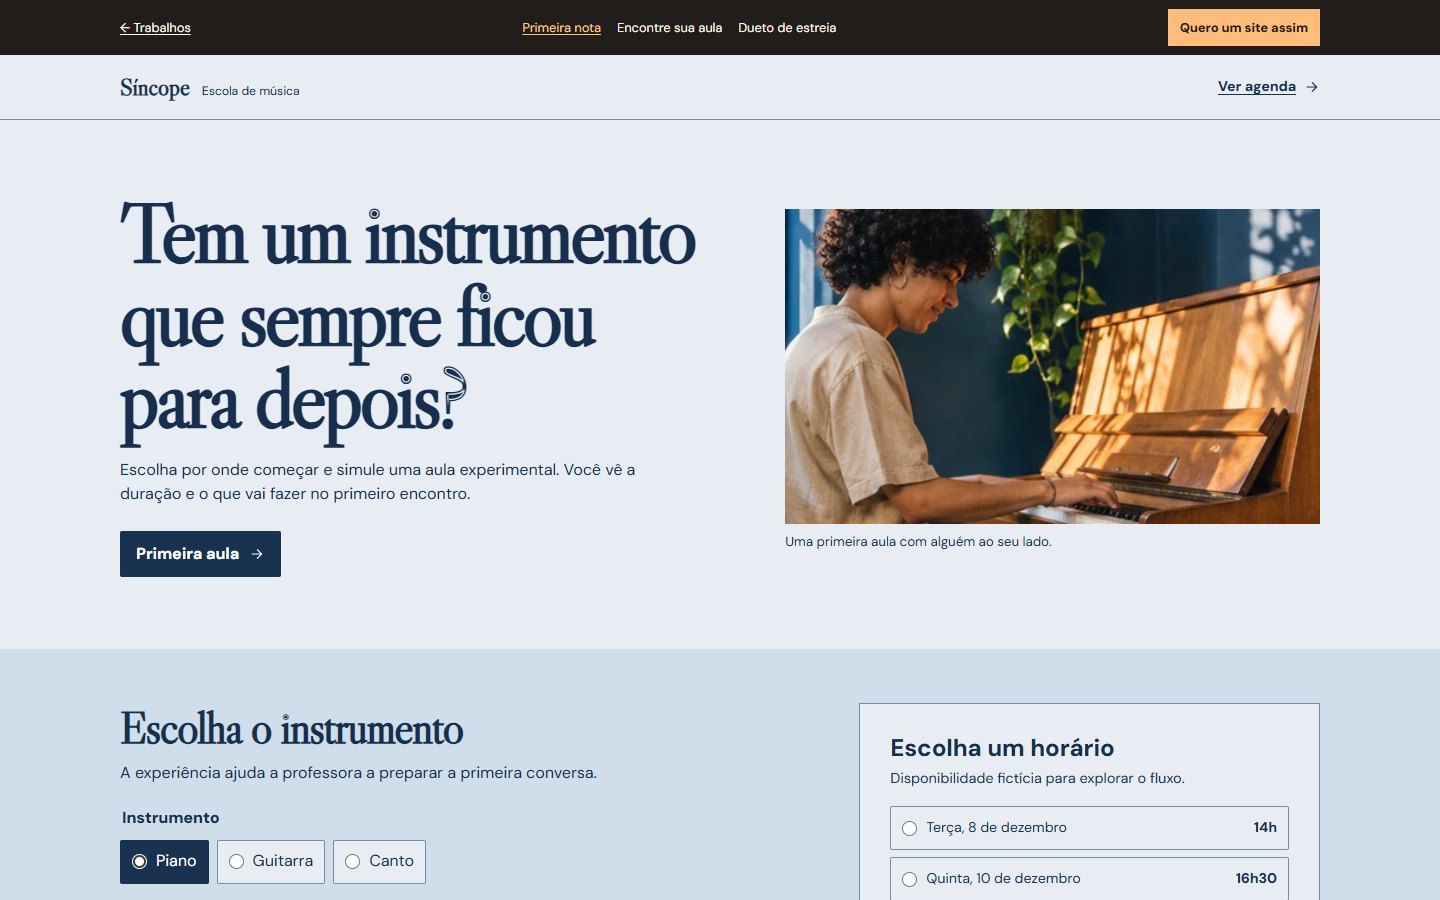 ← Trabalhos
Primeira nota
Encontre sua aula
Dueto de estreia
Quero um site assim
Síncope
Escola de música
Ver agenda →
Tem um instrumento
que sempre ficou
para depois?
Escolha por onde começar e simule uma aula experimental. Você vê a
duração e o que vai fazer no primeiro encontro.
Primeira aula →
Uma primeira aula com alguém ao seu lado.
Escolha o instrumento
A experiência ajuda a professora a preparar a primeira conversa.
Instrumento
Piano
Guitarra
Canto
Escolha um horário
Disponibilidade fictícia para explorar o fluxo.
Terça, 8 de dezembro 14h
Quinta, 10 de dezembro 16h30